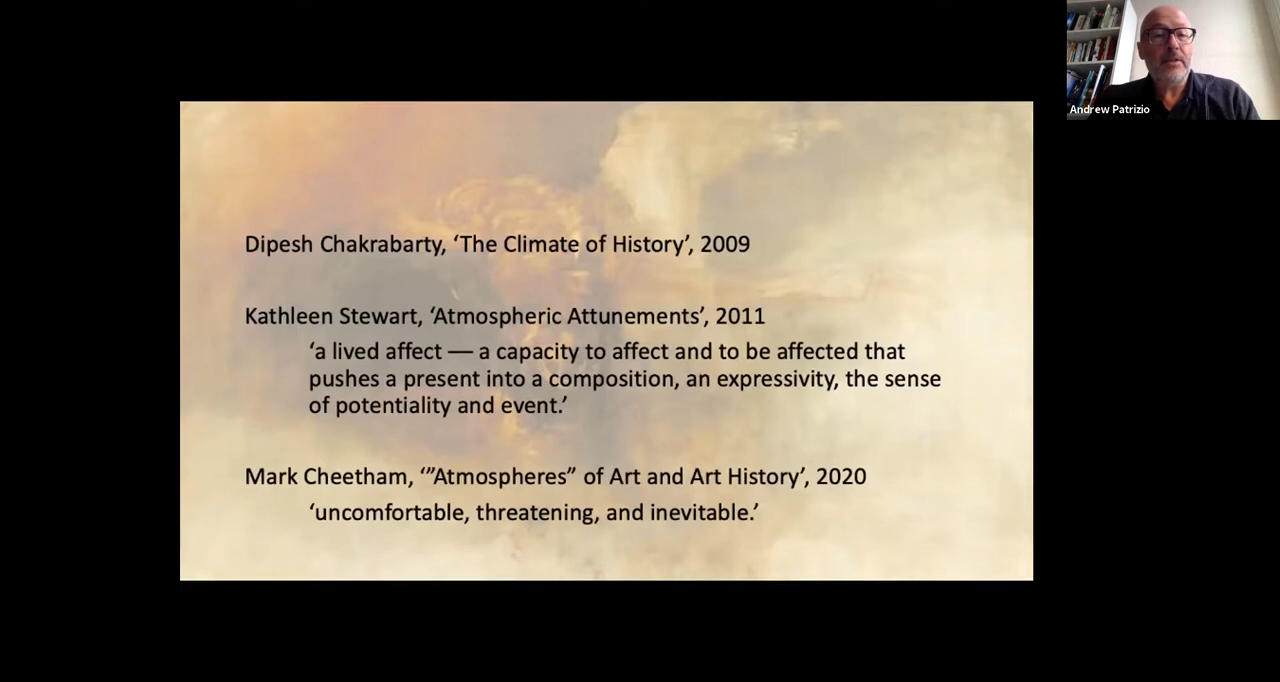 Andrew Patrizio
Dipesh Chakrabarty, ‘The Climate of History’, 2009
Kathleen Stewart, ‘Atmospheric Attunements’, 2011
‘a lived affect — a capacity to affect and to be affected that
pushes a present into a composition, an expressivity, the sense
of potentiality and event.’
Mark Cheetham, ‘”Atmospheres” of Art and Art History’, 2020
‘uncomfortable, threatening, and inevitable.’